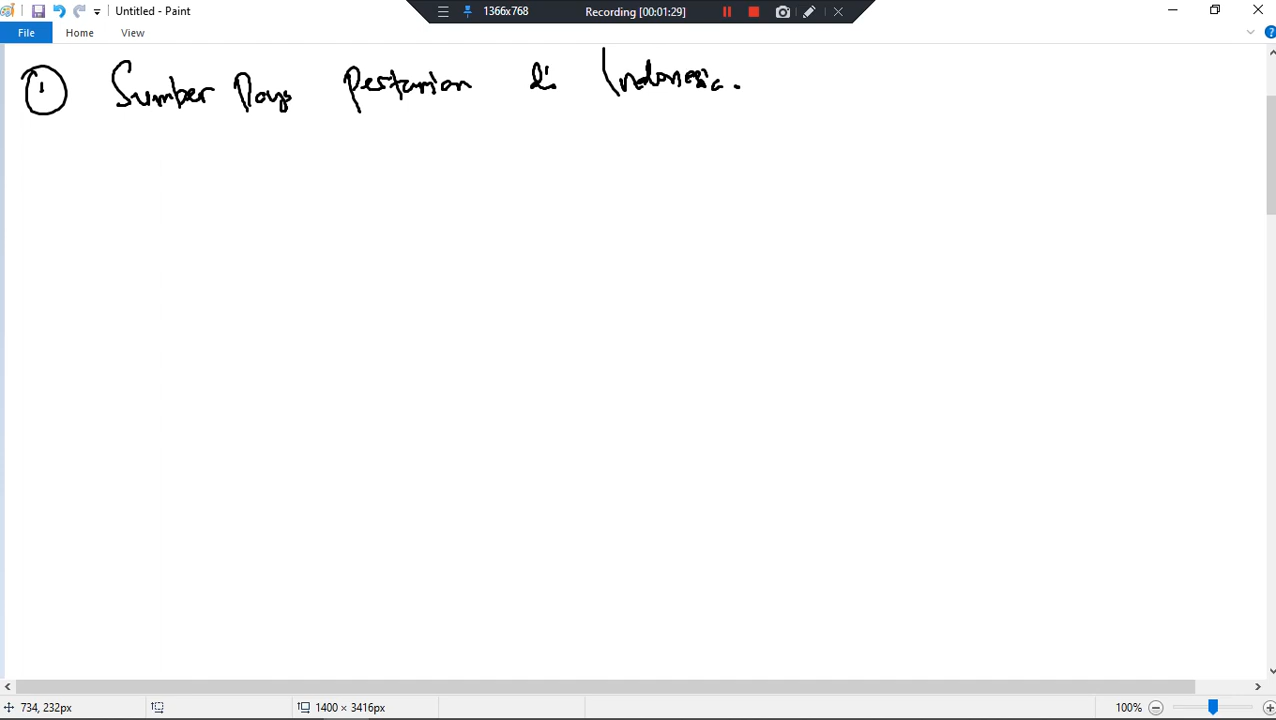 Untitled - Paint
1366x768
Recording [00:01:29]
File Home View
1 Sumber Daya Pertanian di Indonesia.
734, 232px
1400 × 3416px
100%